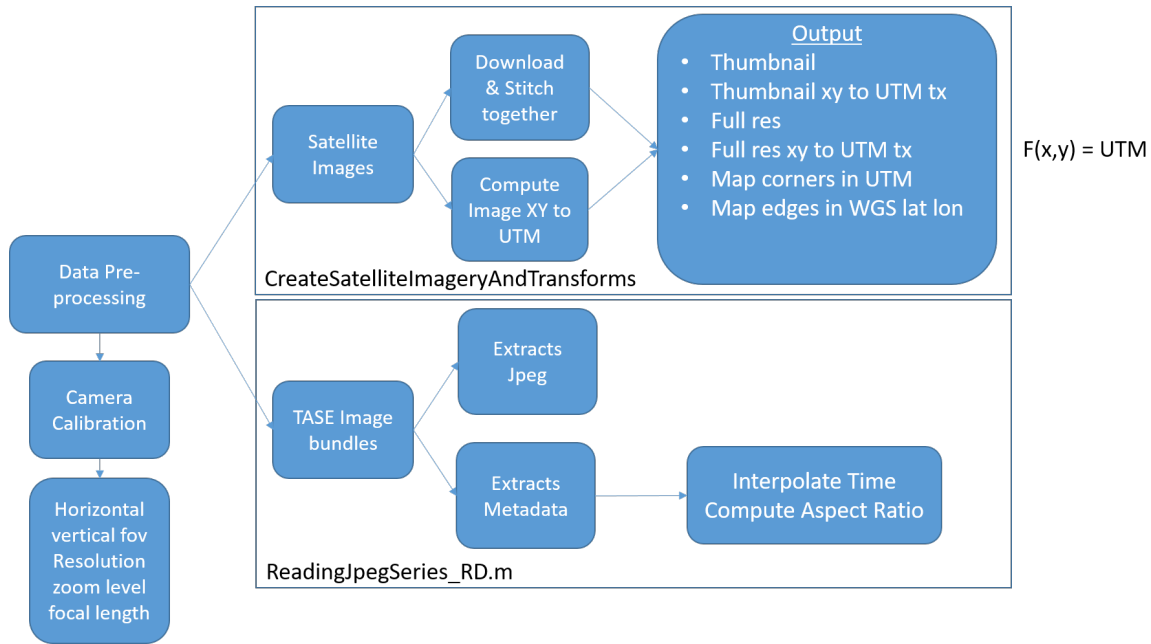 Data Pre-
processing
Camera
Calibration
Horizontal
vertical fov
Resolution
zoom level
focal length
Satellite
Images
Download
& Stitch
together
Compute
Image XY to
UTM
Output
• Thumbnail
• Thumbnail xy to UTM tx
• Full res
• Full res xy to UTM tx
• Map corners in UTM
• Map edges in WGS lat lon
F(x,y) = UTM
CreateSatelliteImageryAndTransforms
TASE Image
bundles
Extracts
Jpeg
Extracts
Metadata
Interpolate Time
Compute Aspect Ratio
ReadingJpegSeries_RD.m